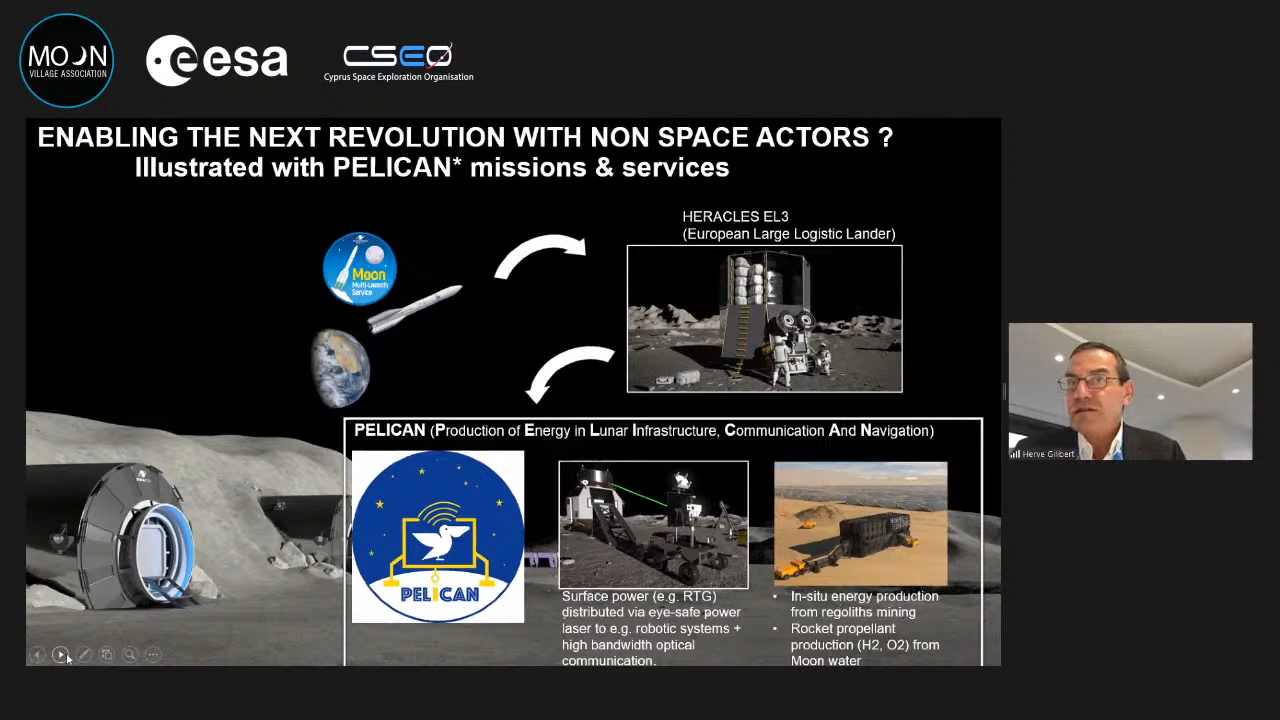 MOON
VILLAGE ASSOCIATION
esa
CSEO
Cyprus Space Exploration Organisation
ENABLING THE NEXT REVOLUTION WITH NON SPACE ACTORS ?
Illustrated with PELICAN* missions & services
HERACLES EL3
(European Large Logistic Lander)
Moon
Multi-Launch
Service
PELICAN (Production of Energy in Lunar Infrastructure, Communication And Navigation)
PELICAN
Surface power (e.g. RTG)
distributed via eye-safe power
laser to e.g. robotic systems +
high bandwidth optical
communication.
• In-situ energy production
from regoliths mining
• Rocket propellant
production (H2, O2) from
Moon water
Herve Gilibert